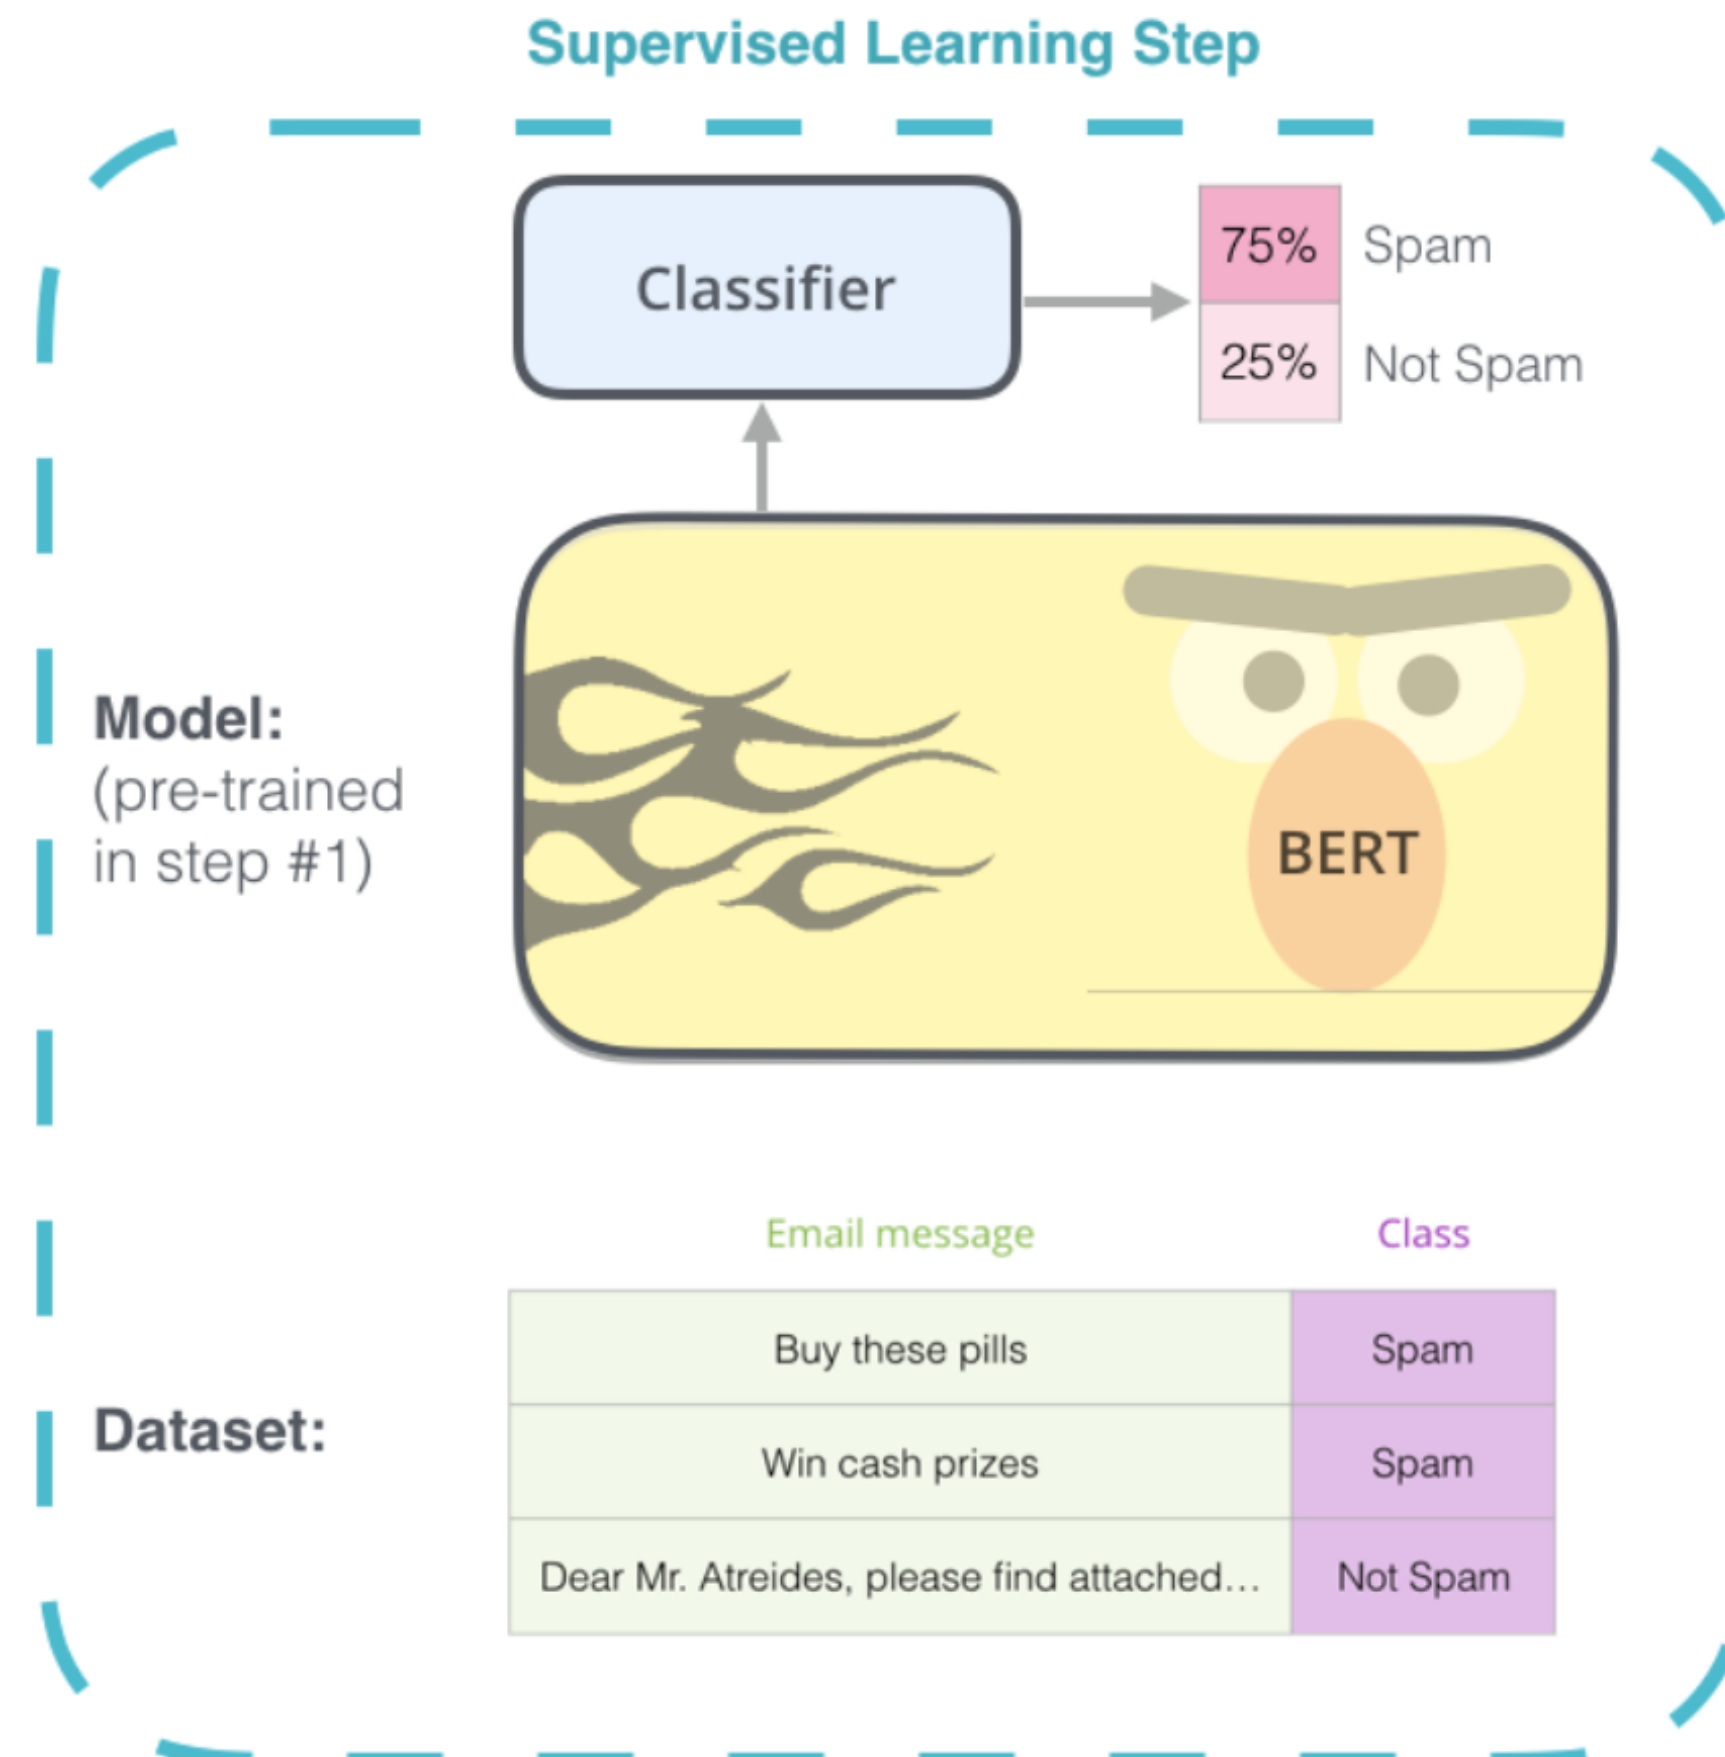 Supervised Learning Step
Classifier
75% Spam
25% Not Spam
Model:
(pre-trained
in step #1)
BERT
Email message Class
Buy these pills Spam
Dataset:
Win cash prizes Spam
Dear Mr. Atreides, please find attached... Not Spam